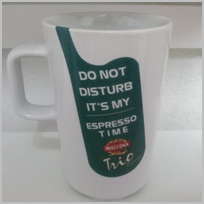 DO NOT
DISTURB
IT'S MY
ESPRESSO
TIME
Trio